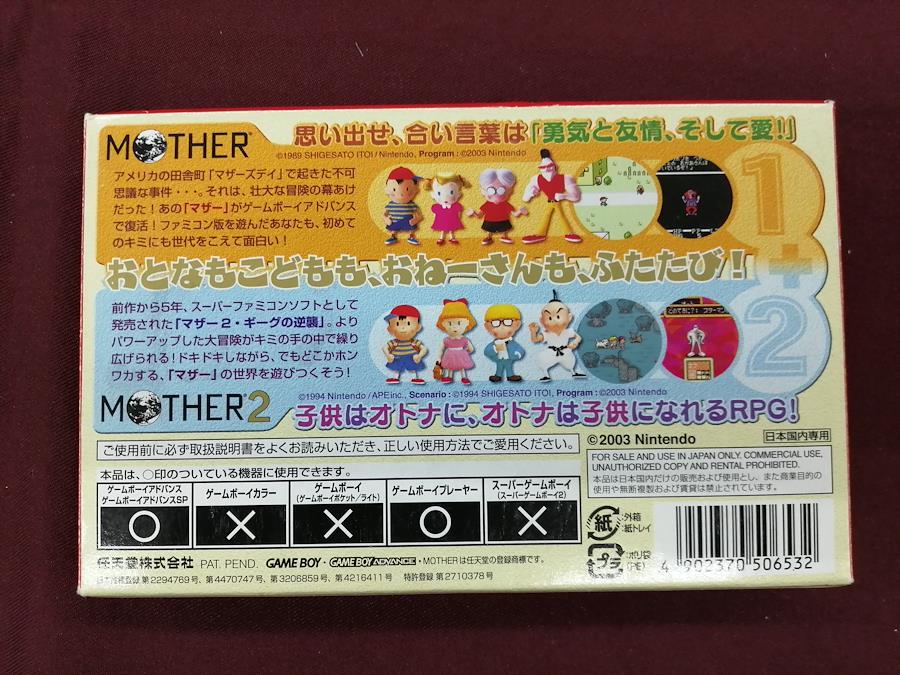 MOTHER®
思い出せ、合い言葉は「勇気と友情、そして愛!」
©1989 SHIGESATO ITOI / Nintendo, Program : ©2003 Nintendo
アメリカの田舎町「マザーズデイ」で起きた不可
思議な事件・・・。それは、壮大な冒険の幕あけ
だった!あの「マザー」がゲームボーイアドバンス
で復活!ファミコン版を遊んだあなたも、初めて
のキミにも世代をこえて面白い!
1+2
おとなもこどもも、おねーさんも、ふたたび!
前作から5年、スーパーファミコンソフトとして
発売された「マザー2・ギーグの逆襲」。より
パワーアップした大冒険がキミの手の中で繰り
広げられる!ドキドキしながら、でもどこかホン
ワカする、「マザー」の世界を遊びつくそう!
©1994 Nintendo / APE inc., Scenario : ©1994 SHIGESATO ITOI, Program : ©2003 Nintendo
MOTHER®2
子供はオトナに、オトナは子供になれるRPG!
ご使用前に必ず取扱説明書をよくお読みいただき、正しい使用方法でご愛用ください。
©2003 Nintendo
日本国内専用
FOR SALE AND USE IN JAPAN ONLY. COMMERCIAL USE,
UNAUTHORIZED COPY AND RENTAL PROHIBITED.
本品は日本国内だけの販売および使用とし、また商業目的の
使用や無断複製および賃貸は禁止します。
本品は、○印のついている機器に使用できます。
ゲームボーイアドバンス
ゲームボーイアドバンスSP
ゲームボーイカラー
ゲームボーイ
(ゲームボーイポケット/ライト)
ゲームボーイプレーヤー
スーパーゲームボーイ
(スーパーゲームボーイ2)
○ × × ○ ×
紙
外箱
紙トレイ
プラ
ポリ袋
(PE)
4 902370 506532
任天堂株式会社 PAT. PEND. GAME BOY・GAME BOY ADVANCE・MOTHERは任天堂の登録商標です。
日本商標登録 第2294769号、第4470747号、第3206859号、第4216411号 特許登録 第2710378号